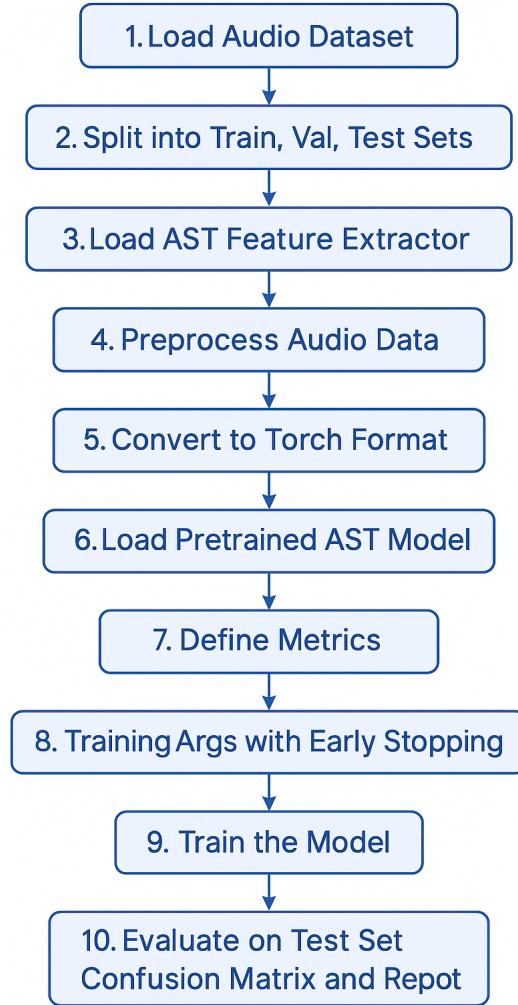 1. Load Audio Dataset
2. Split into Train, Val, Test Sets
3. Load AST Feature Extractor
4. Preprocess Audio Data
5. Convert to Torch Format
6. Load Pretrained AST Model
7. Define Metrics
8. Training Args with Early Stopping
9. Train the Model
10. Evaluate on Test Set
Confusion Matrix and Repot